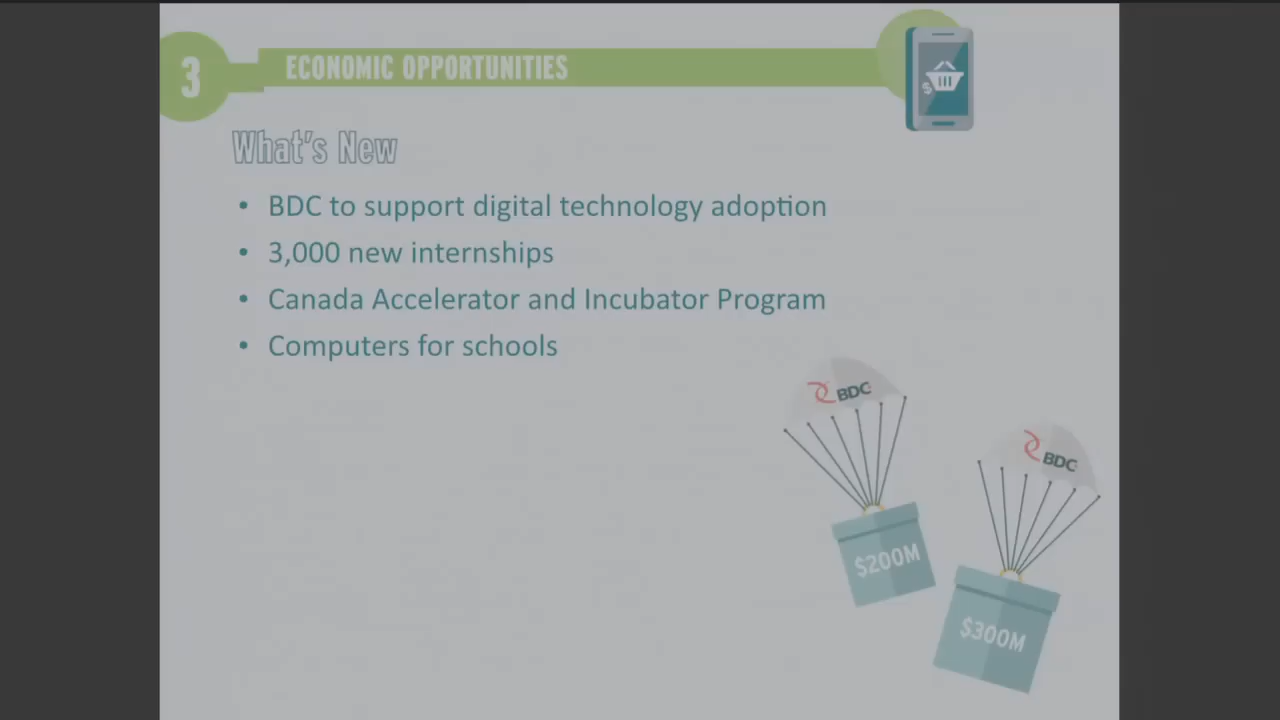 3
ECONOMIC OPPORTUNITIES
$
What's New
• BDC to support digital technology adoption
• 3,000 new internships
• Canada Accelerator and Incubator Program
• Computers for schools
BDC
BDC
$200M
$300M